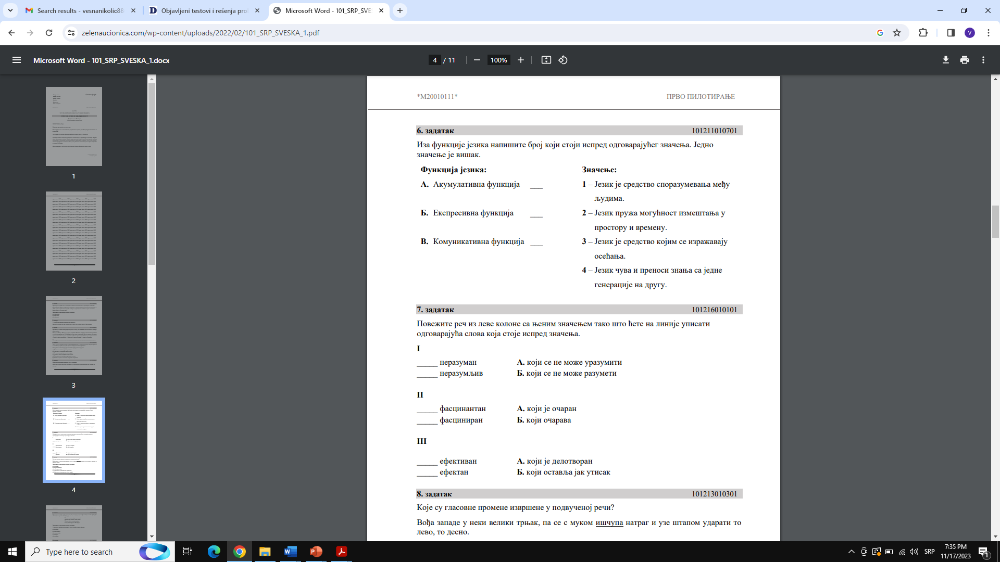 Search results - vesnanikolic88
Objavljeni testovi i rešenja pro
Microsoft Word - 101_SRP_SVE
zelenaucionica.com/wp-content/uploads/2022/02/101_SRP_SVESKA_1.pdf
V
Microsoft Word - 101_SRP_SVESKA_1.docx
4 / 11
100%
1
2
3
4
*M20010111*
ПРВО ПИЛОТИРАЊЕ
6. задатак 101211010701
Иза функције језика напишите број који стоји испред одговарајућег значења. Једно
значење је вишак.
Функција језика: Значење:
А. Акумулативна функција ___ 1 – Језик је средство споразумевања међу
људима.
Б. Експресивна функција ___ 2 – Језик пружа могућност измештања у
простору и времену.
В. Комуникативна функција ___ 3 – Језик је средство којим се изражавају
осећања.
4 – Језик чува и преноси знања са једне
генерације на другу.
7. задатак 101216010101
Повежите реч из леве колоне са њеним значењем тако што ћете на линије уписати
одговарајућа слова која стоје испред значења.
I
_____ неразуман А. који се не може уразумити
_____ неразумљив Б. који се не може разумети
II
_____ фасцинантан А. који је очаран
_____ фасциниран Б. који очарава
III
_____ ефективан А. који је делотворан
_____ ефектан Б. који оставља јак утисак
8. задатак 101213010301
Које су гласовне промене извршене у подвученој речи?
Вођа западе у неки велики трњак, па се с муком ишчупа натраг и узе штапом ударати то
лево, то десно.
Type here to search
SRP
7:35 PM
11/17/2023
1